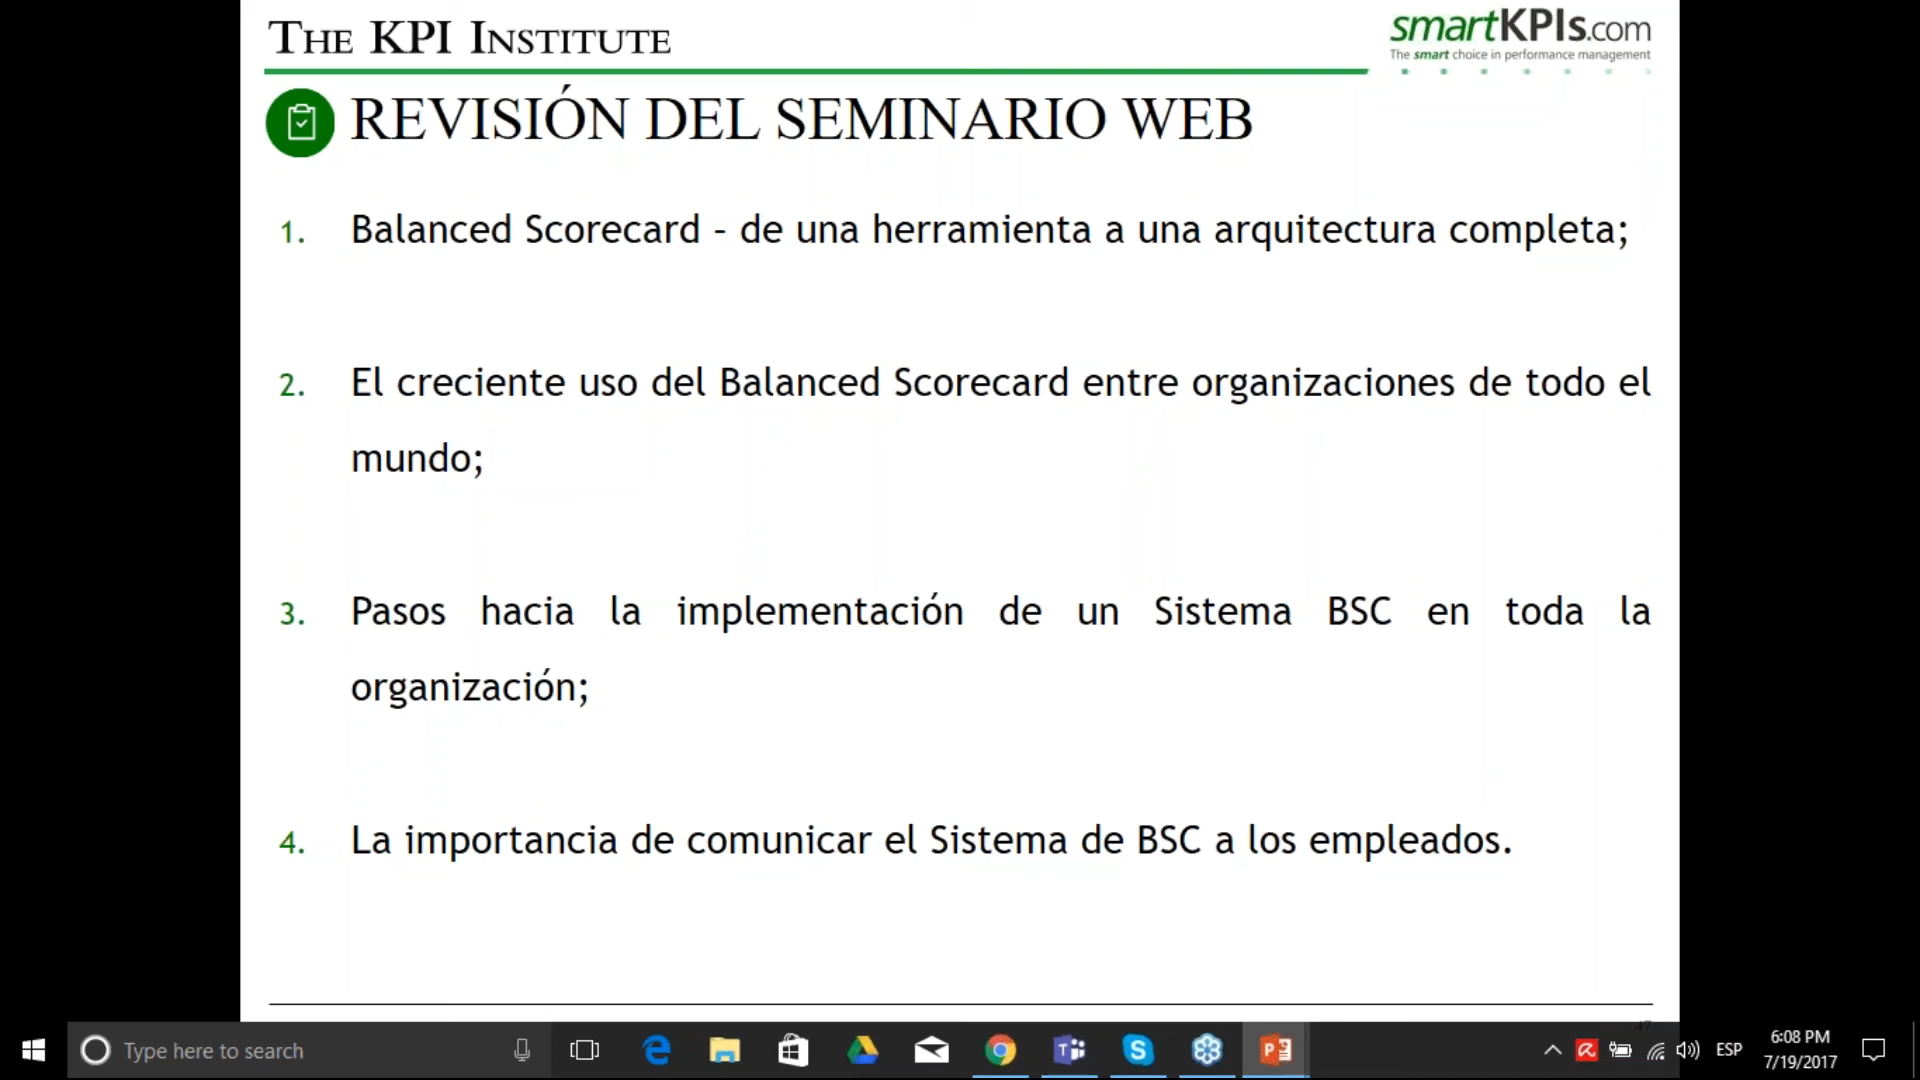 THE KPI INSTITUTE
smartKPIs.com
The smart choice in performance management
REVISIÓN DEL SEMINARIO WEB
1. Balanced Scorecard - de una herramienta a una arquitectura completa;
2. El creciente uso del Balanced Scorecard entre organizaciones de todo el
mundo;
3. Pasos hacia la implementación de un Sistema BSC en toda la
organización;
4. La importancia de comunicar el Sistema de BSC a los empleados.
47
Type here to search
ESP
6:08 PM
7/19/2017